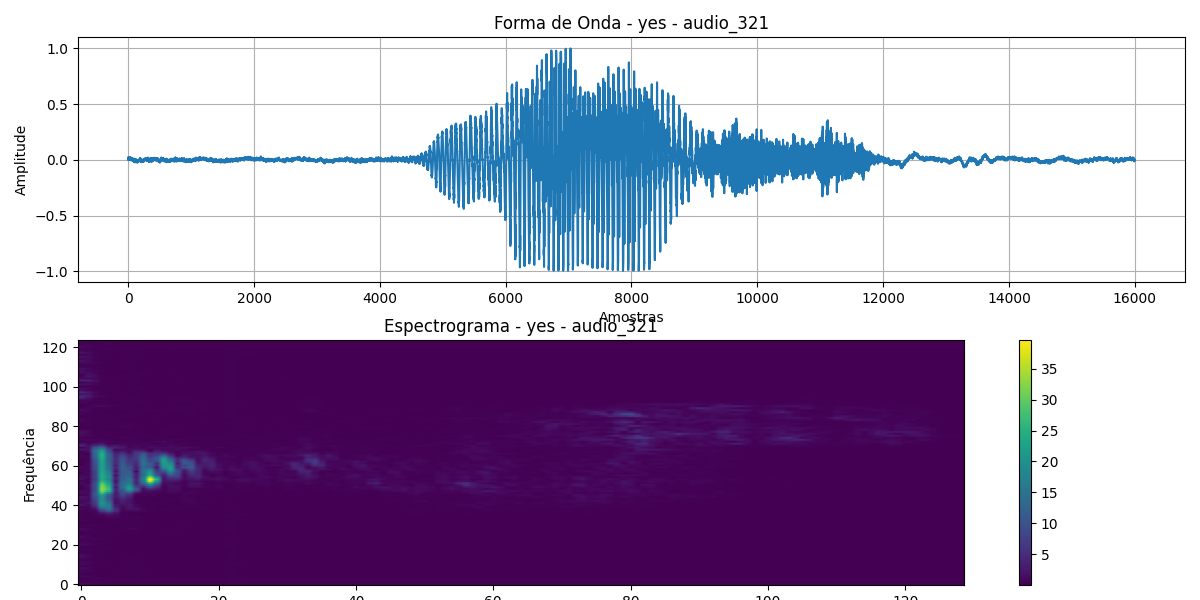 Forma de Onda - yes - audio_321
1.0
0.5
0.0
−0.5
−1.0
Amplitude
0 2000 4000 6000 8000 10000 12000 14000 16000
Amostras
Espectrograma - yes - audio_321
120
100
80
60
40
20
0
Frequência
0 20 40 60 80 100 120
35
30
25
20
15
10
5